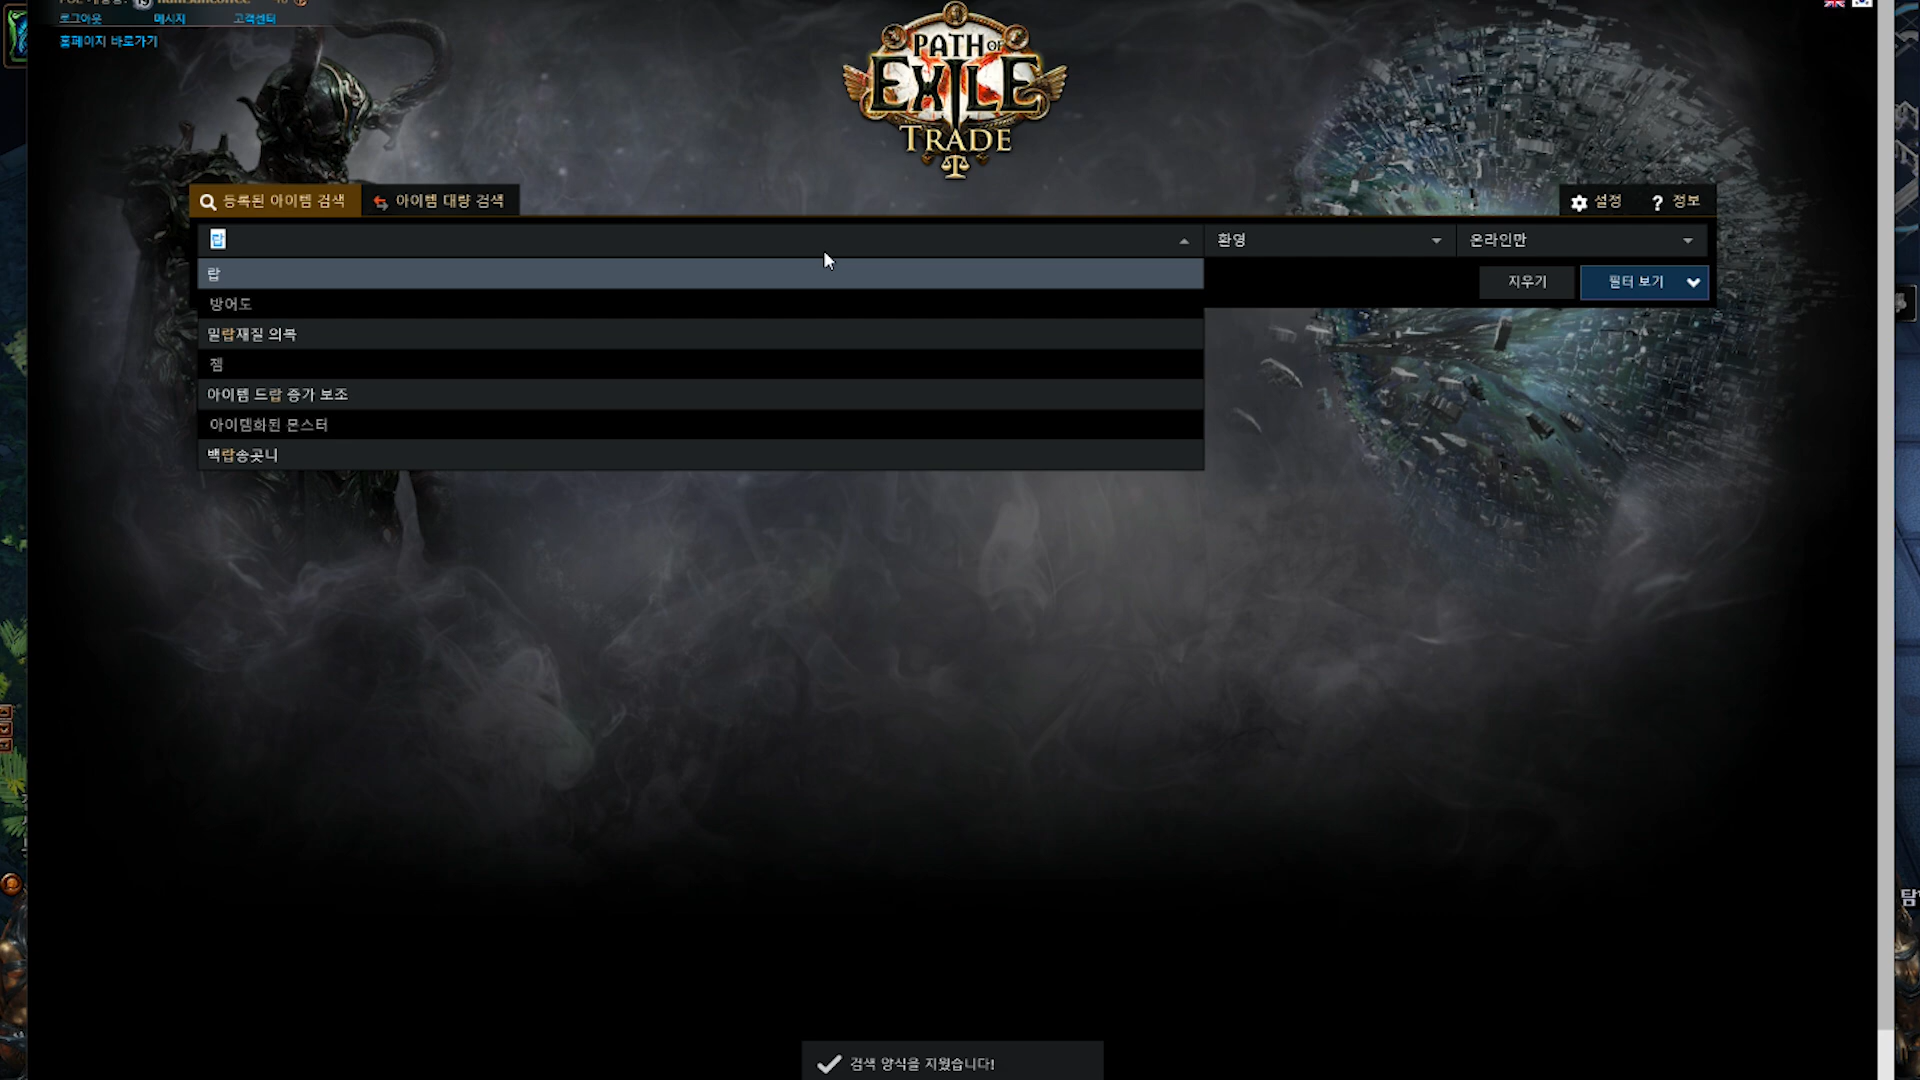 로그아웃 메시지 고객센터
홈페이지 바로가기
PATH OF
EXILE
TRADE
등록된 아이템 검색
아이템 대량 검색
설정
? 정보
랍
환영
온라인만
랍
지우기
필터 보기
방어도
밀랍재질 의복
젬
아이템 드랍 증가 보조
아이템화된 몬스터
백랍송곳니
검색 양식을 지웠습니다!